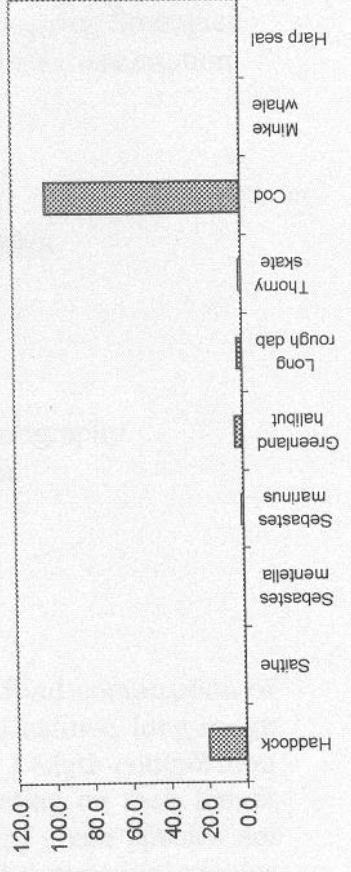 120.0
100.0
80.0
60.0
40.0
20.0
0.0
Haddock
Saithe
Sebastes
mentella
Sebastes
marinus
Greenland
halibut
Long
rough dab
Thorny
skate
Cod
Minke
whale
Harp seal